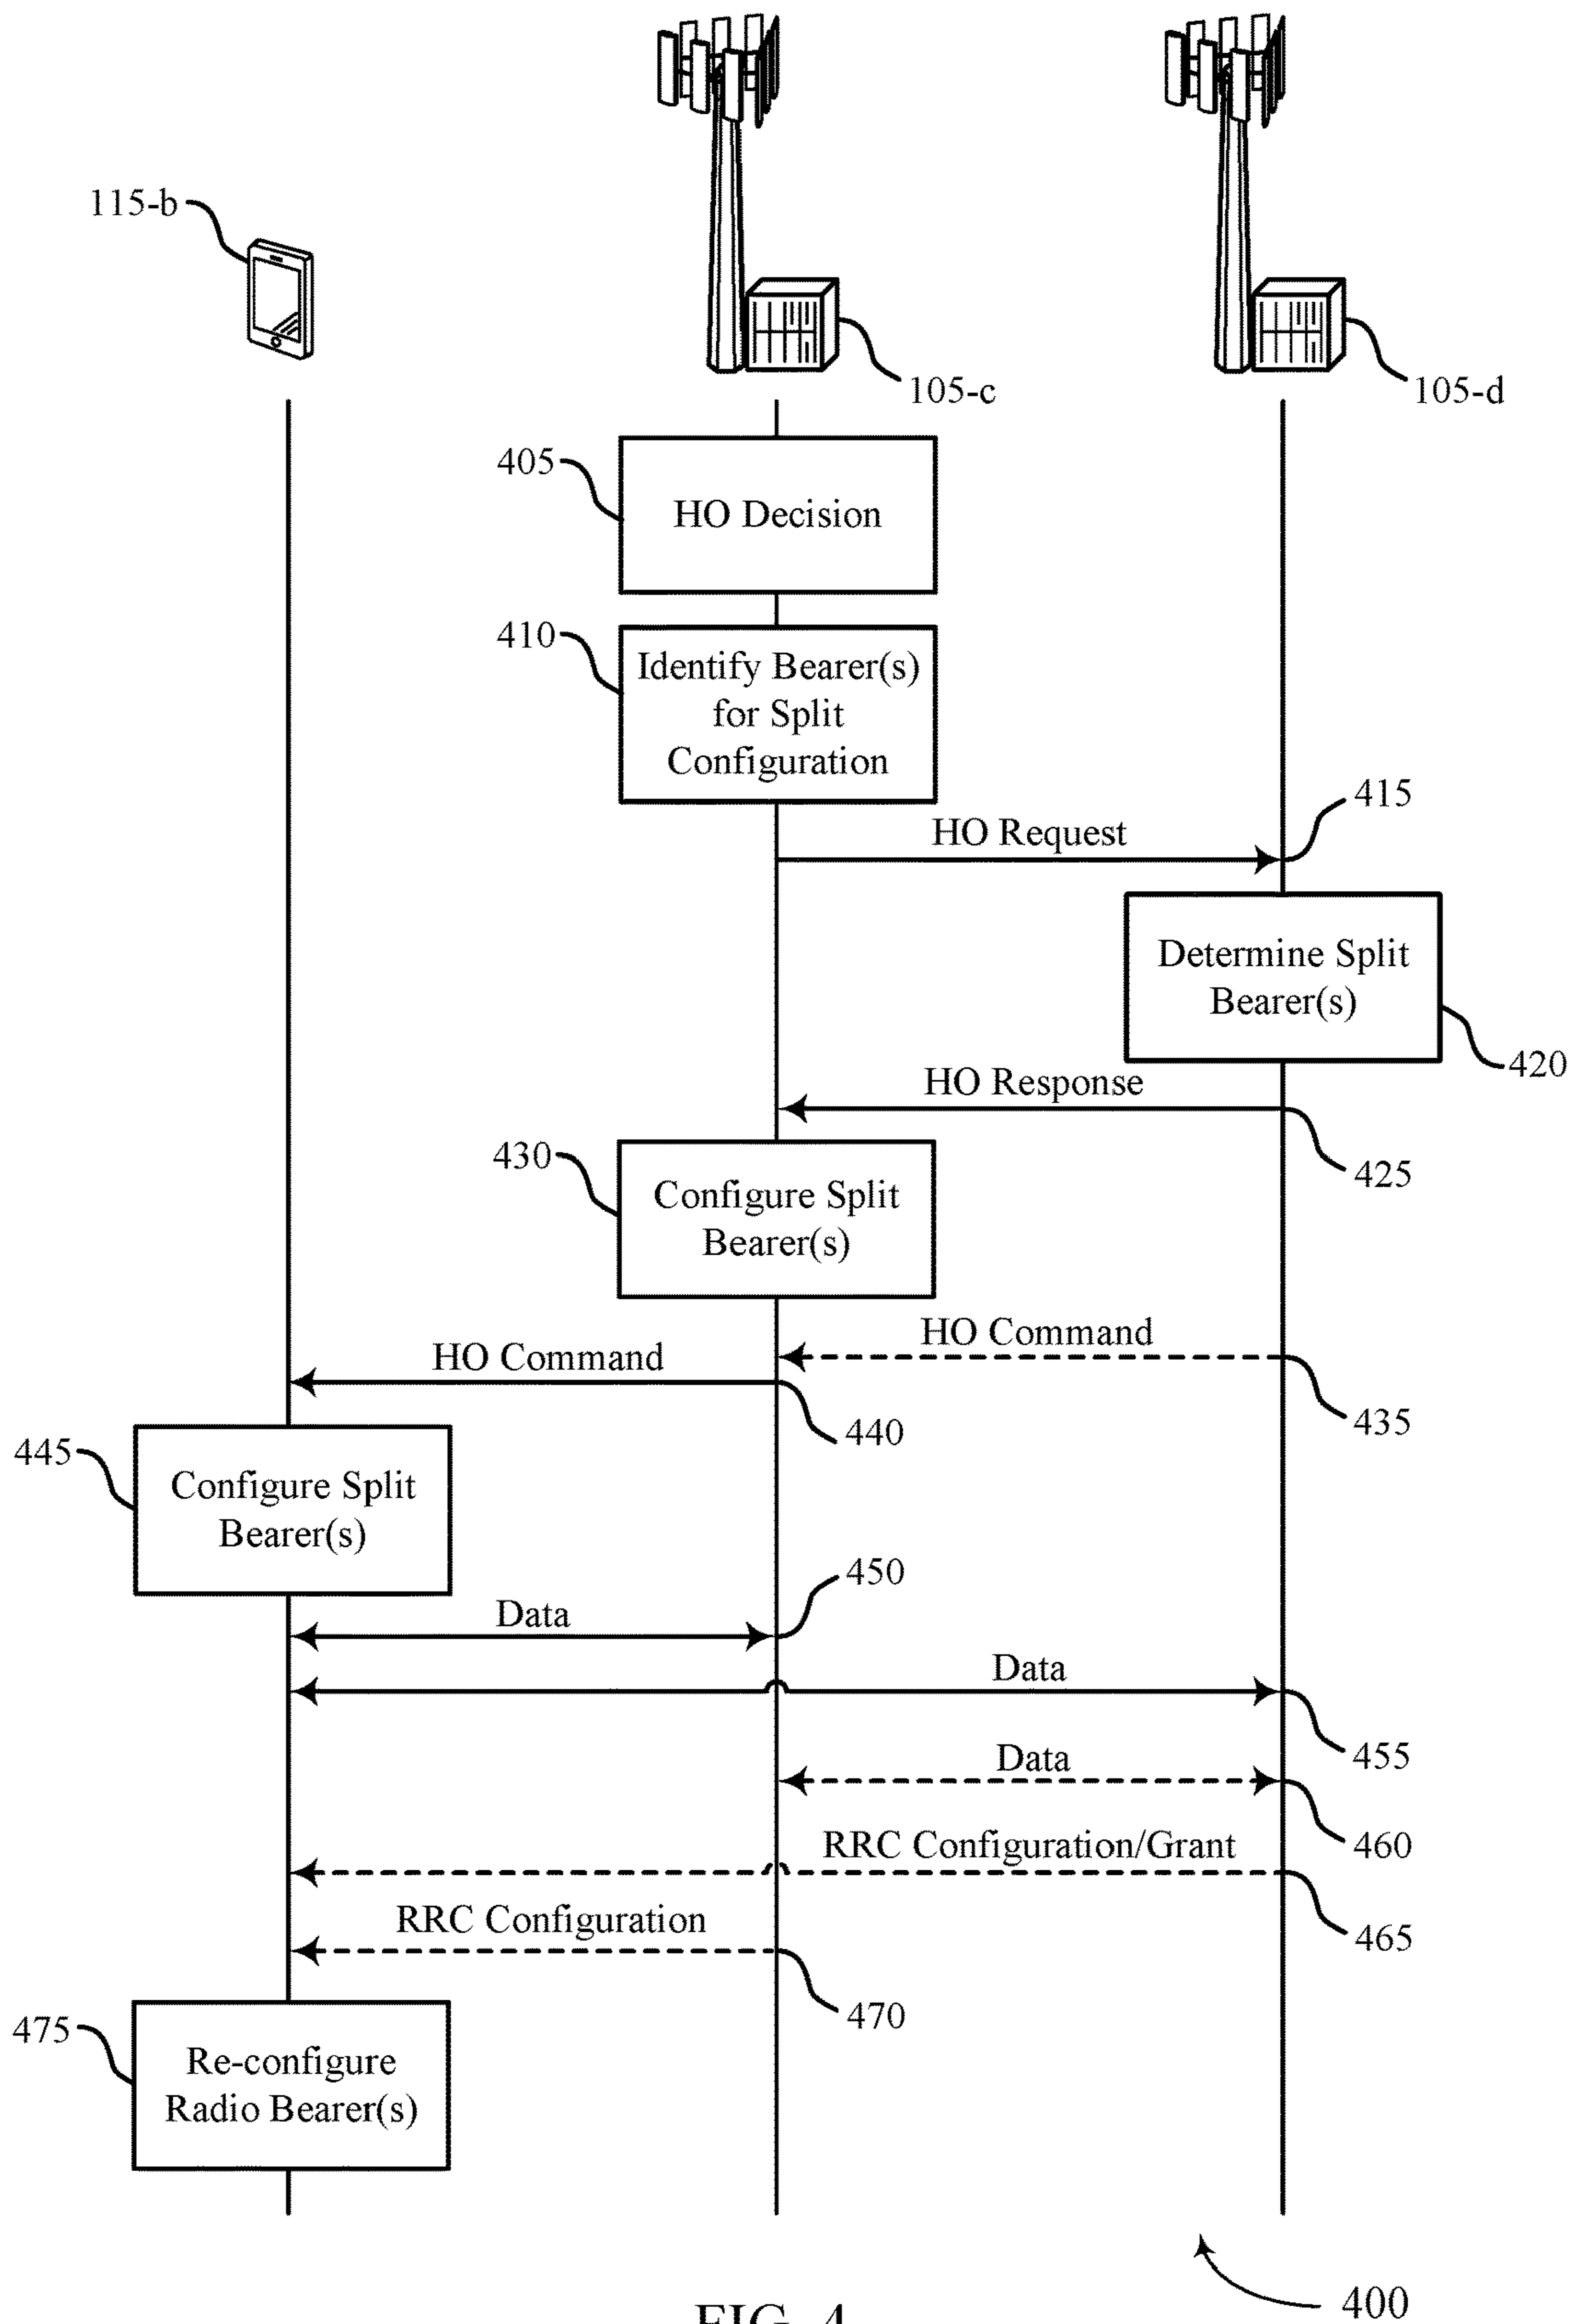 115-b
105-c
105-d
405
HO Decision
410
Identify Bearer(s)
for Split
Configuration
415
HO Request
Determine Split
Bearer(s)
420
HO Response
425
430
Configure Split
Bearer(s)
HO Command
435
HO Command
440
445
Configure Split
Bearer(s)
450
Data
Data
455
Data
460
RRC Configuration/Grant
465
RRC Configuration
470
475
Re-configure
Radio Bearer(s)
400
FIG. 4